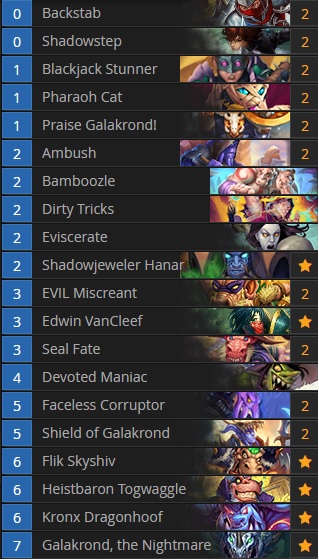 0 Backstab 2
0 Shadowstep 2
1 Blackjack Stunner 2
1 Pharaoh Cat 2
1 Praise Galakrond! 2
2 Ambush 2
2 Bamboozle
2 Dirty Tricks
2 Eviscerate
2 Shadowjeweler Hanar
3 EVIL Miscreant 2
3 Edwin VanCleef
3 Seal Fate 2
4 Devoted Maniac
5 Faceless Corruptor 2
5 Shield of Galakrond 2
6 Flik Skyshiv
6 Heistbaron Togwaggle
6 Kronx Dragonhoof
7 Galakrond, the Nightmare